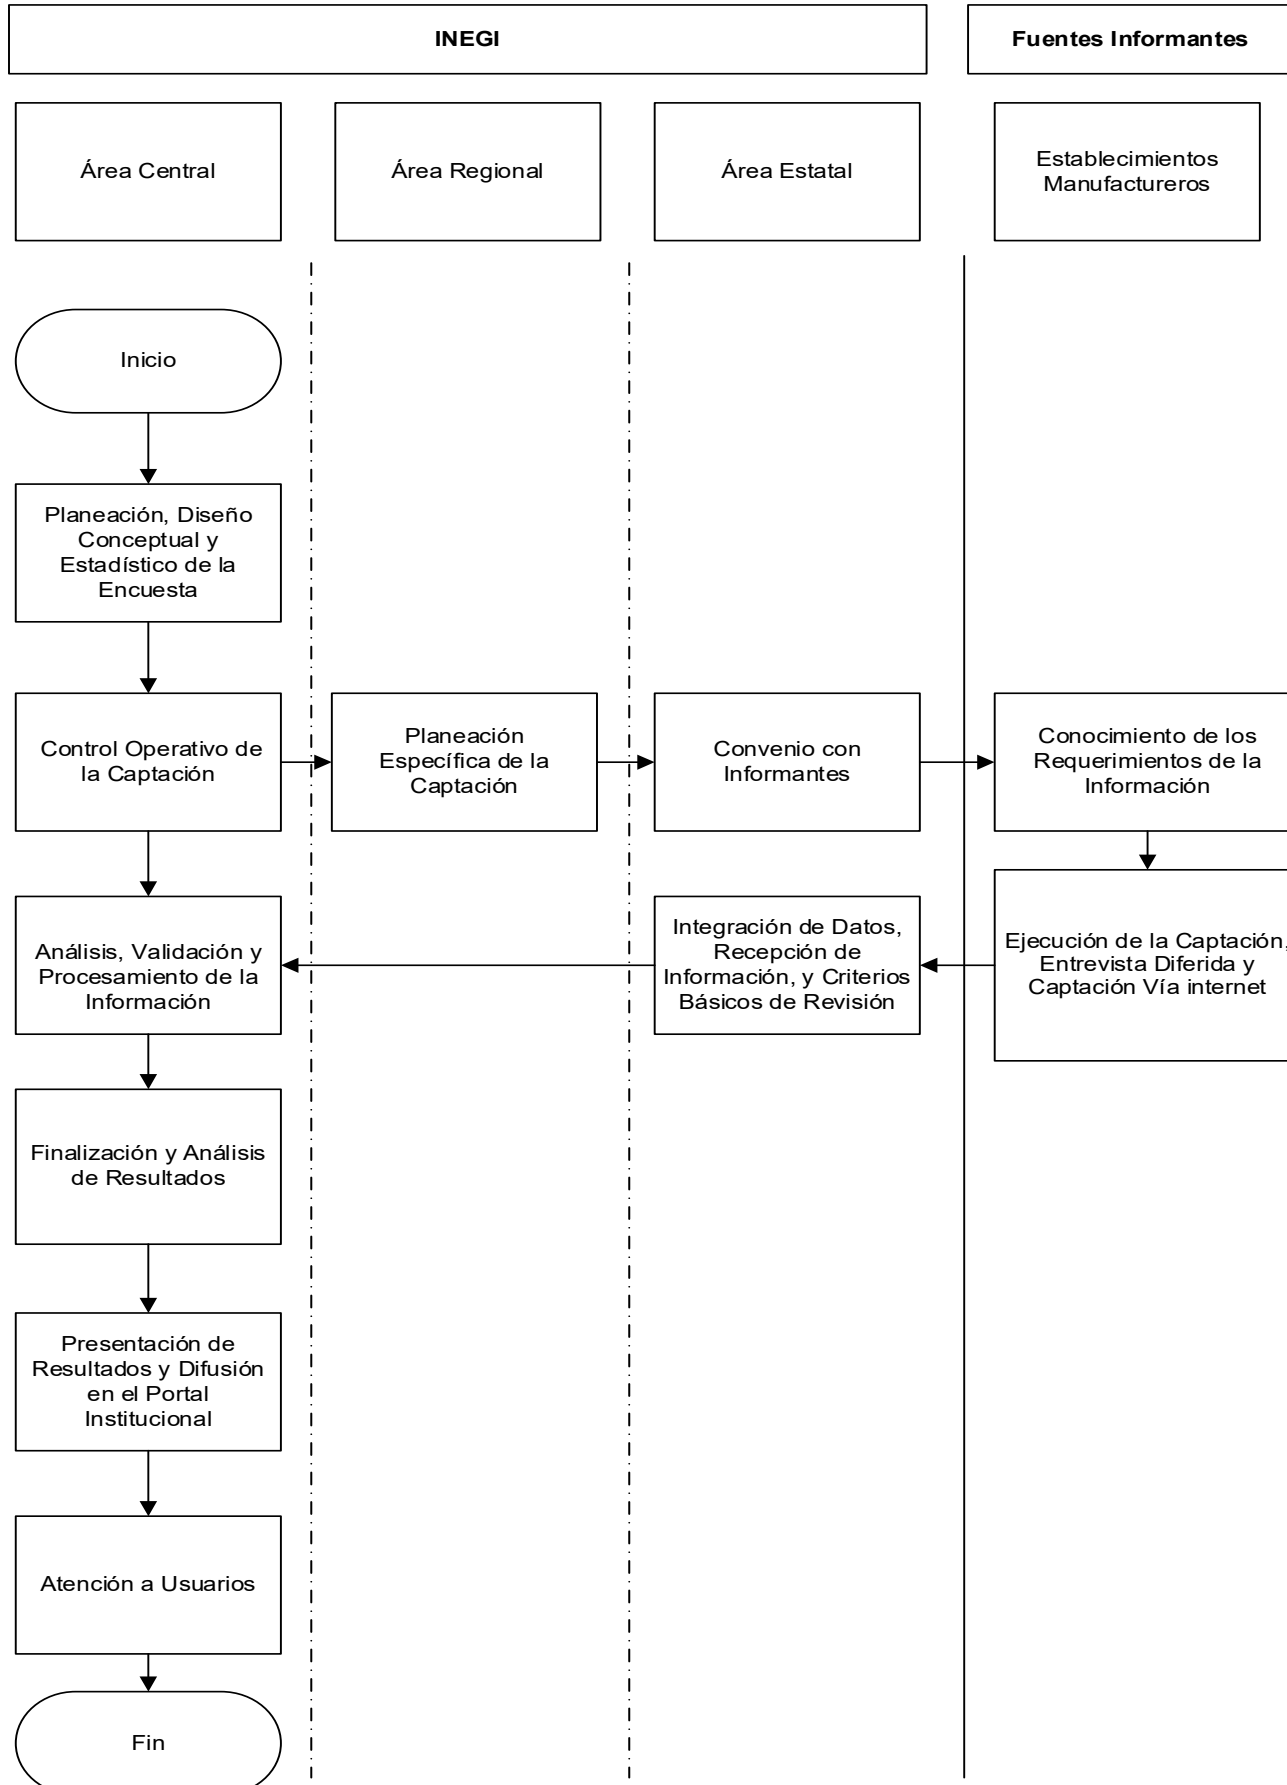 INEGI
Fuentes Informantes
Área Central
Área Regional
Área Estatal
Establecimientos
Manufactureros
Inicio
Planeación, Diseño
Conceptual y
Estadístico de la
Encuesta
Control Operativo de
la Captación
Planeación
Específica de la
Captación
Convenio con
Informantes
Conocimiento de los
Requerimientos de la
Información
Análisis, Validación y
Procesamiento de la
Información
Integración de Datos,
Recepción de
Información, y Criterios
Básicos de Revisión
Ejecución de la Captación,
Entrevista Diferida y
Captación Vía internet
Finalización y Análisis
de Resultados
Presentación de
Resultados y Difusión
en el Portal
Institucional
Atención a Usuarios
Fin